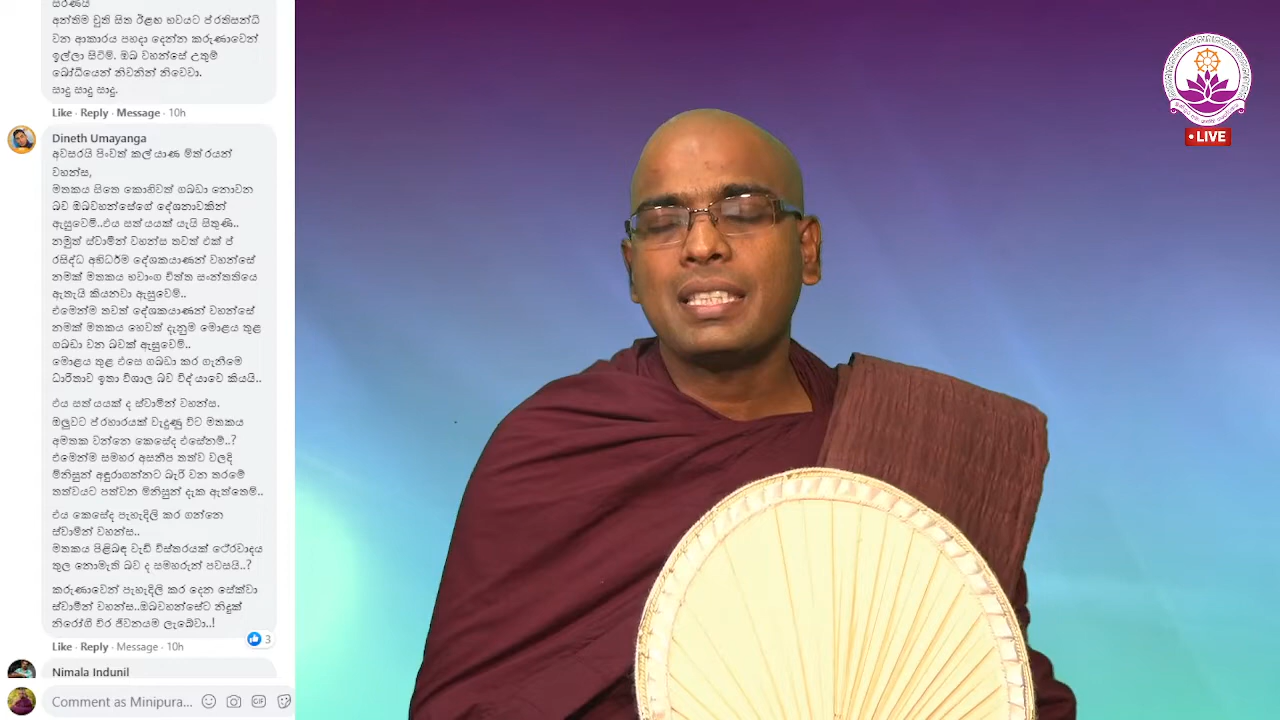 සරණයි
අන්තිම චුති සිත ඊළඟ භවයට ප්‍රතිසන්ධි
වන ආකාරය පහදා දෙන්න කරුණාවෙන්
ඉල්ලා සිටිමි. ඔබ වහන්සේ උතුම්
බෝධියෙන් නිවනින් නිවෙවා.
සාදු සාදු සාදු.
Like · Reply · Message · 10h
Dineth Umayanga
අවසරයි පිංවත් කල්‍යාණ මිත්‍රයන්
වහන්ස,
මතකය සිතෙ කොහිවත් ගබඩා නොවන
බව ඔබවහන්සේගේ දේශනාවකින්
ඇසුවෙමි..එය සත්‍යයක් යැයි සිතුණි..
නමුත් ස්වාමින් වහන්ස තවත් එක් ප්‍
රසිද්ධ අභිධර්ම දේශකයාණන් වහන්සේ
නමක් මතකය භවාංග චිත්ත සංන්තතියෙ
ඇතැයි කියනවා ඇසුවෙමි..
එමෙන්ම තවත් දේශකයාණන් වහන්සේ
නමක් මතකය හෙවත් දැනුම මොළය තුළ
ගබඩා වන බවක් ඇසුවෙමි..
මොළය තුළ එසෙ ගබඩා කර ගැනීමෙ
ධාරිතාව ඉතා විශාල බව විද්‍යාවෙ කියයි..
එය සත්‍යයක් ද ස්වාමින් වහන්ස.
ඔලුවට ප්‍රහාරයක් වැදුණු විට මතකය
අමතක වන්නෙ කෙසේද එසේනම්..?
එමෙන්ම සමහර අසනීප තත්ව වලදි
මිනිසුන් අඳුරාගන්නට බැරි වන තරමේ
තත්වයට පත්වන මිනිසුන් දැක ඇත්තෙමි..
එය කෙසේද පැහැදිලි කර ගන්නෙ
ස්වාමින් වහන්ස..
මතකය පිළිබඳ වැඩි විස්තරයක් ථේරවාදය
තුල නොමැති බව ද සමහරුන් පවසයි..?
කරුණාවෙන් පැහැදිලි කර දෙන සේක්වා
ස්වාමින් වහන්ස..ඔබවහන්සේට නිදුක්
නිරෝගි චිර ජීවනයම ලැබේවා..!
3
Like · Reply · Message · 10h
Nimala Indunil
Comment as Minipura...
GIF
LIVE